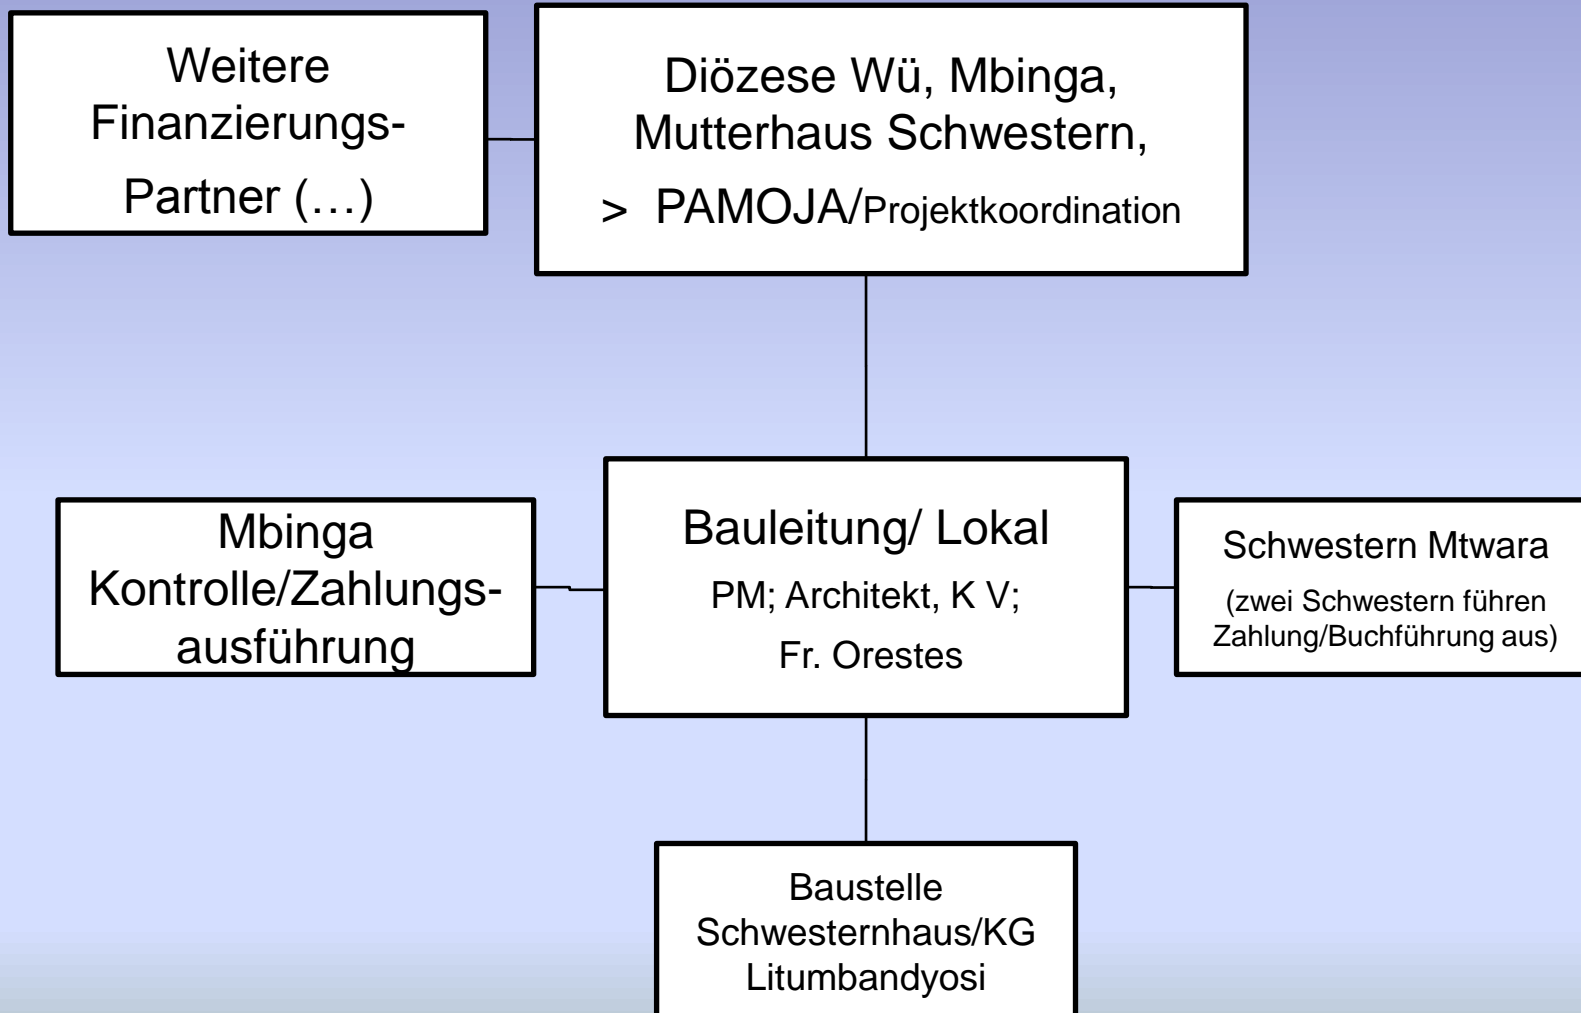 Weitere
Finanzierungs-
Partner (…)
Diözese Wü, Mbinga,
Mutterhaus Schwestern,
> PAMOJA/Projektkoordination
Mbinga
Kontrolle/Zahlungs-
ausführung
Bauleitung/ Lokal
PM; Architekt, K V;
Fr. Orestes
Schwestern Mtwara
(zwei Schwestern führen
Zahlung/Buchführung aus)
Baustelle
Schwesternhaus/KG
Litumbandyosi